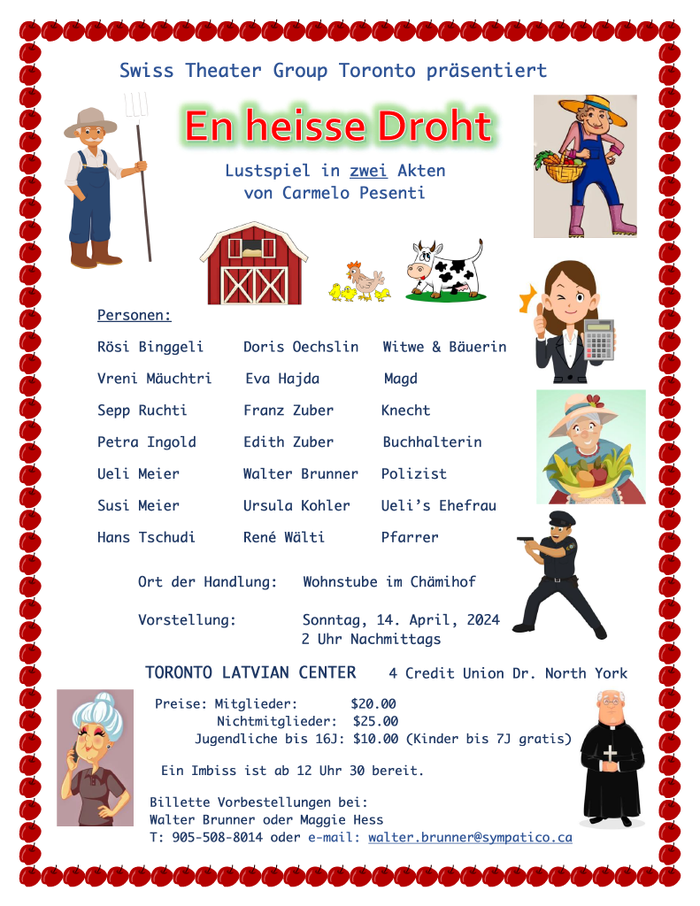 Swiss Theater Group Toronto präsentiert
En heisse Droht
Lustspiel in zwei Akten
von Carmelo Pesenti
Personen:
Rösi Binggeli Doris Oechslin Witwe & Bäuerin
Vreni Mäuchtri Eva Hajda Magd
Sepp Ruchti Franz Zuber Knecht
Petra Ingold Edith Zuber Buchhalterin
Ueli Meier Walter Brunner Polizist
Susi Meier Ursula Kohler Ueli's Ehefrau
Hans Tschudi René Wälti Pfarrer
Ort der Handlung: Wohnstube im Chämihof
Vorstellung: Sonntag, 14. April, 2024
2 Uhr Nachmittags
TORONTO LATVIAN CENTER 4 Credit Union Dr. North York
Preise: Mitglieder: $20.00
Nichtmitglieder: $25.00
Jugendliche bis 16J: $10.00 (Kinder bis 7J gratis)
Ein Imbiss ist ab 12 Uhr 30 bereit.
Billette Vorbestellungen bei:
Walter Brunner oder Maggie Hess
T: 905-508-8014 oder e-mail: walter.brunner@sympatico.ca